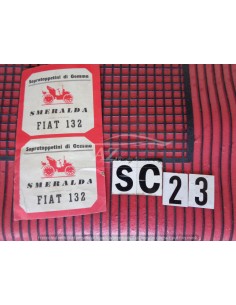 Sopratappetini di Gomma
SMERALDA
FIAT 132
Sopratappetini di Gomma
SMERALDA
FIAT 132
SC23